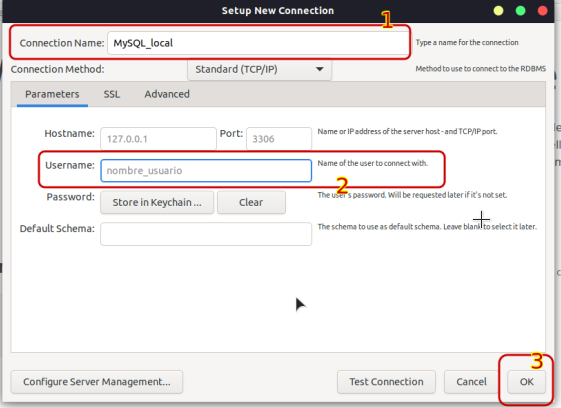 Setup New Connection
1
Connection Name: MySQL_local Type a name for the connection
Connection Method: Standard (TCP/IP) Method to use to connect to the RDBMS
Parameters SSL Advanced
Hostname: 127.0.0.1 Port: 3306 Name or IP address of the server host - and TCP/IP port.
Username: nombre_usuario Name of the user to connect with.
2
Password: Store in Keychain ... Clear The user's password. Will be requested later if it's not set.
Default Schema: The schema to use as default schema. Leave blank to select it later.
3
Configure Server Management... Test Connection Cancel OK